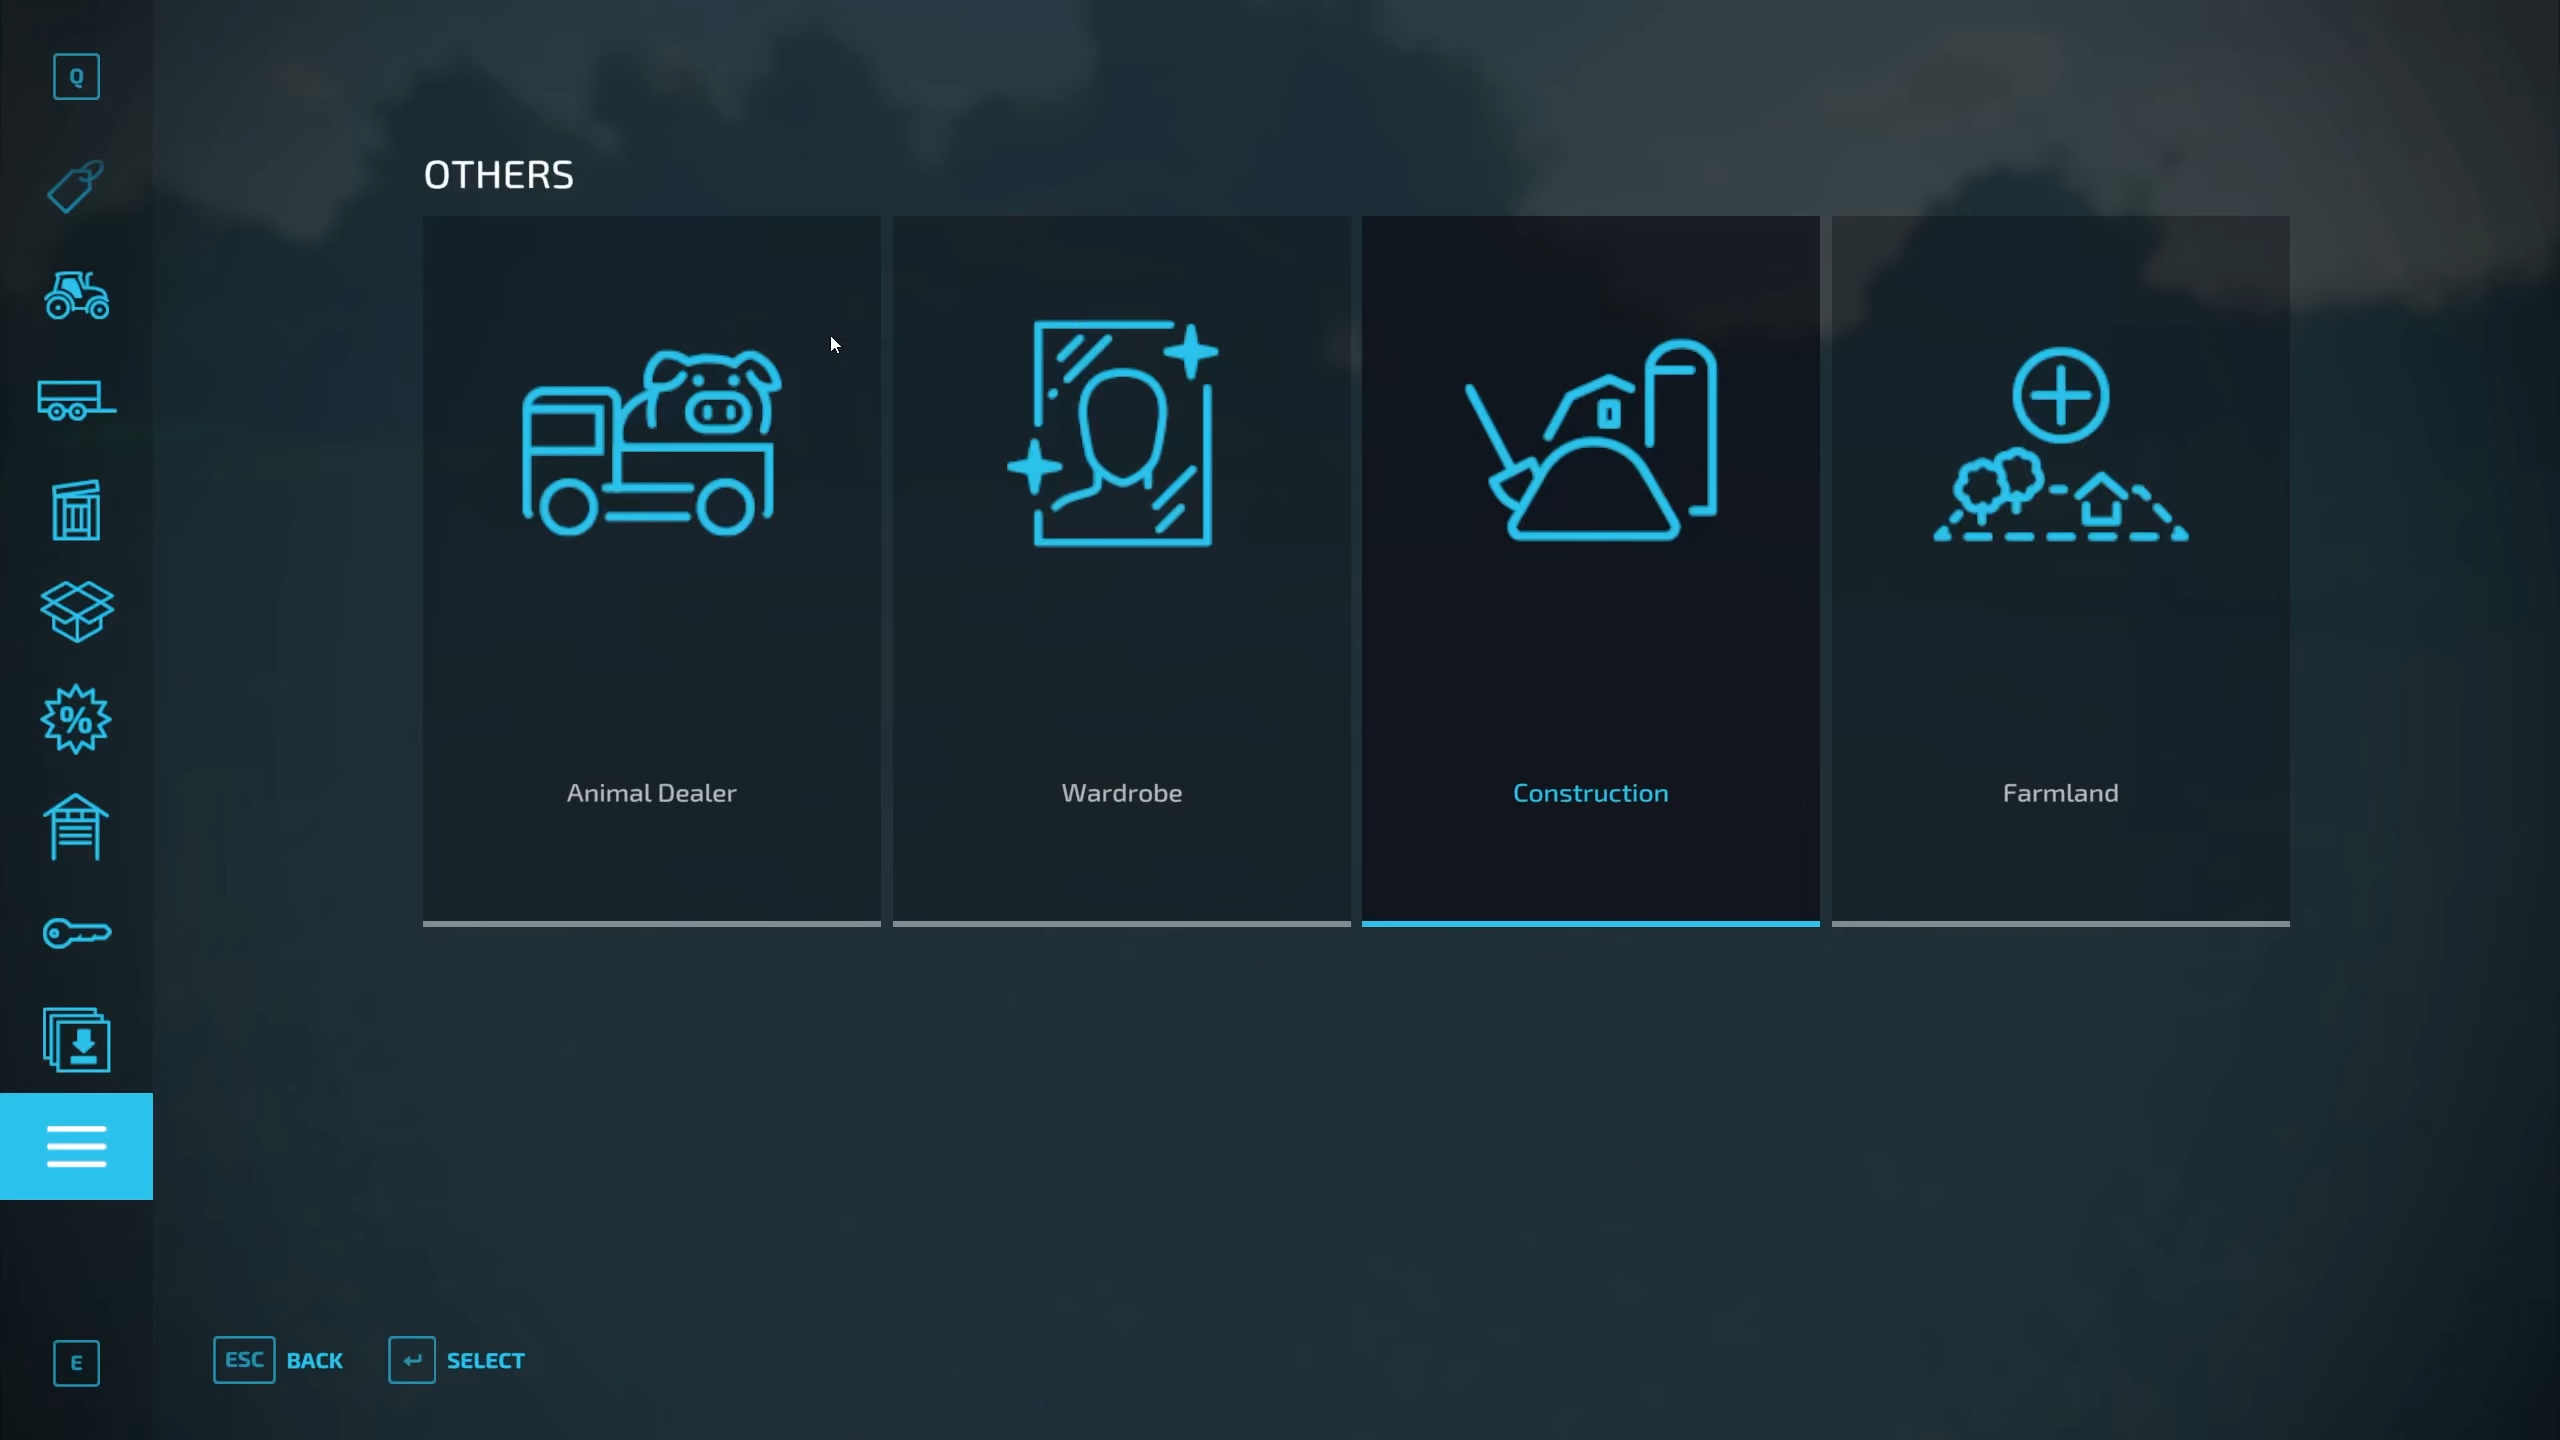 Q
OTHERS
%
Animal Dealer
Wardrobe
Construction
Farmland
E
ESC BACK
SELECT